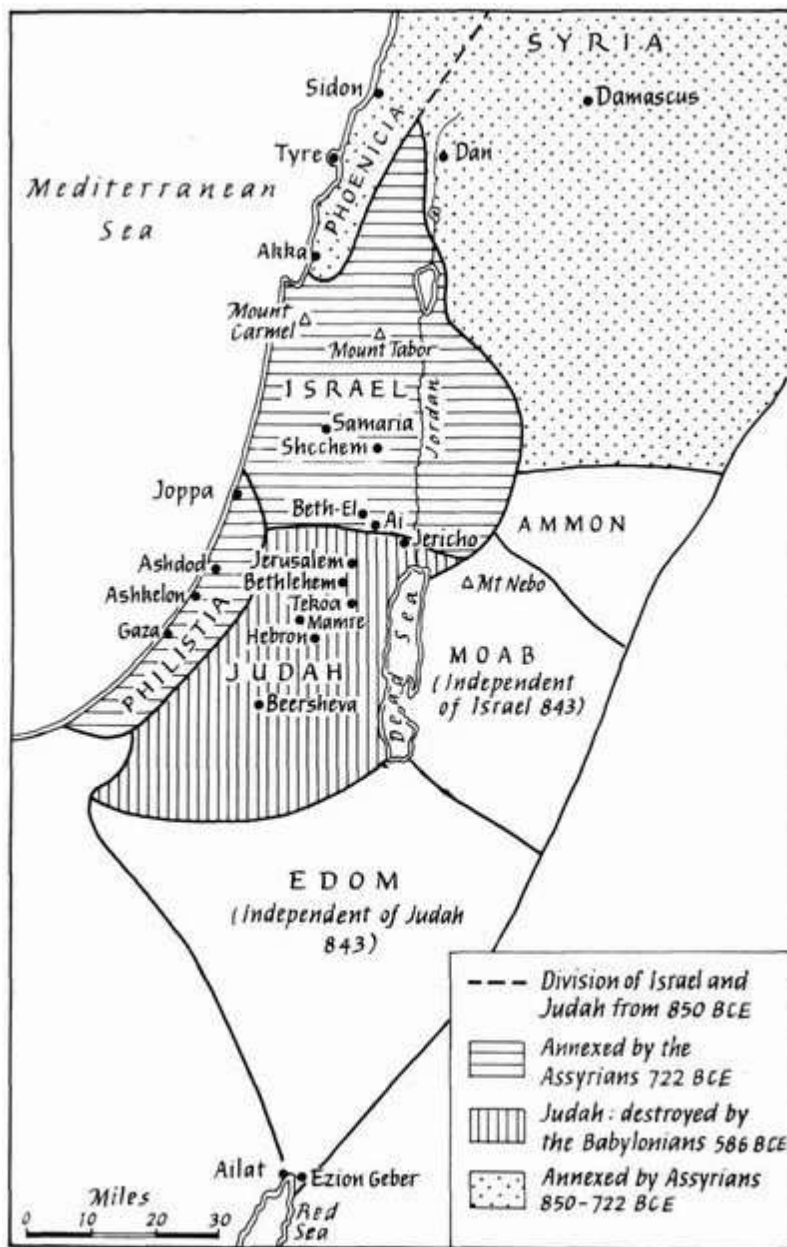 SYRIA
Sidon
Damascus
Tyre
PHOENICIA
Dan
Mediterranean
Sea
Akka
Mount
Carmel
Mount Tabor
ISRAEL
Jordan
Samaria
Shechem
Joppa
Beth-El
Ai
AMMON
Jericho
Ashdod
Jerusalem
Bethlehem
Mt Nebo
Ashkelon
Tekoa
Mamre
Gaza
Hebron
PHILISTIA
JUDAH
Dead Sea
MOAB
(Independent
of Israel 843)
Beersheva
EDOM
(Independent of Judah
843)
Division of Israel and
Judah from 850 BCE
Annexed by the
Assyrians 722 BCE
Judah: destroyed by
the Babylonians 586 BCE
Annexed by Assyrians
850-722 BCE
Ailat
Ezion Geber
Red
Sea
Miles
0 10 20 30